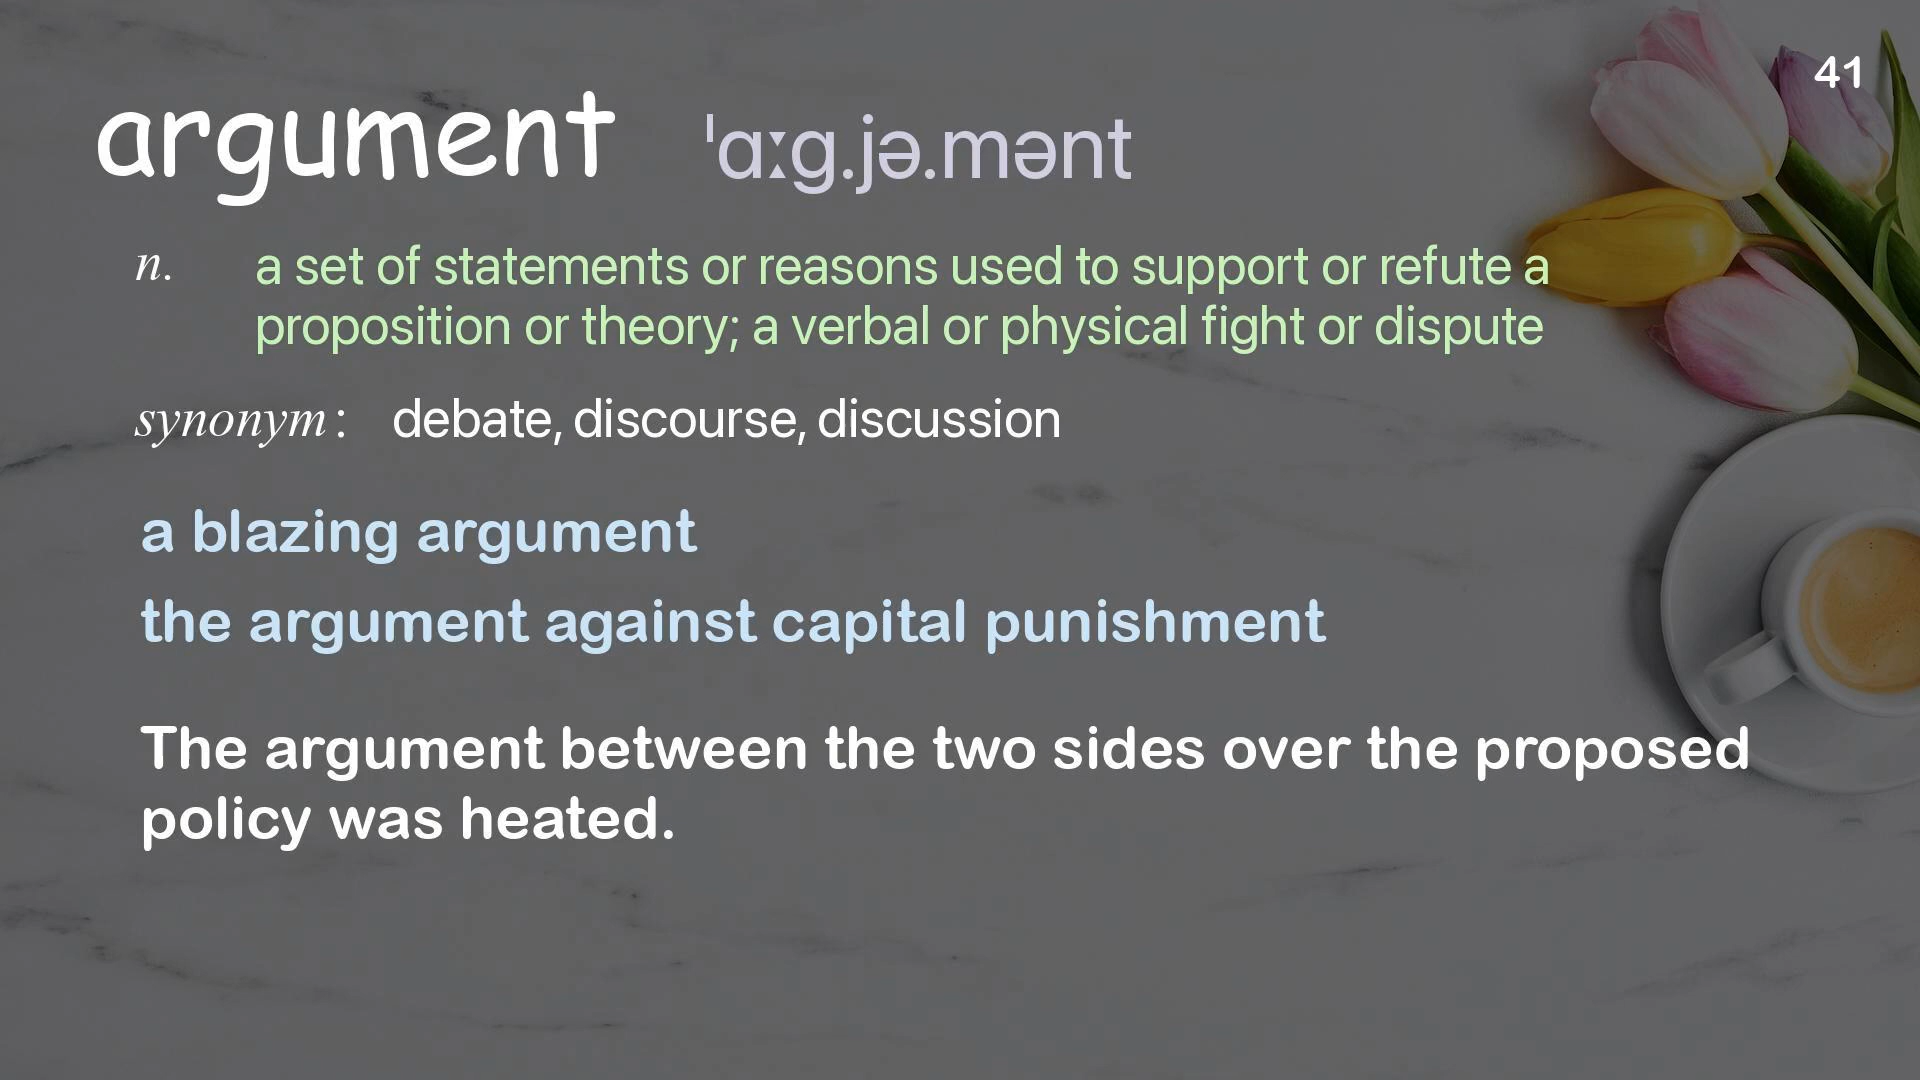 41
argument ˈɑːɡ.jə.mənt
n. a set of statements or reasons used to support or refute a
proposition or theory; a verbal or physical fight or dispute
synonym: debate, discourse, discussion
a blazing argument
the argument against capital punishment
The argument between the two sides over the proposed
policy was heated.